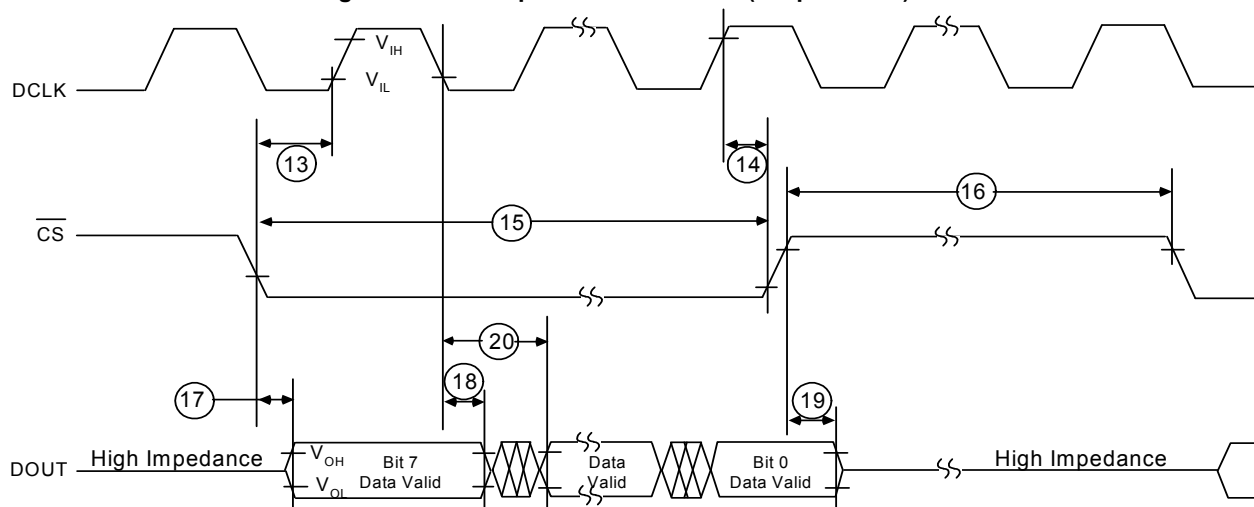 DCLK
V_IH
V_IL
13
14
CS
15
16
20
17
18
19
DOUT
High Impedance
V_OH
V_OL
Bit 7
Data Valid
Data
Valid
Bit 0
Data Valid
High Impedance